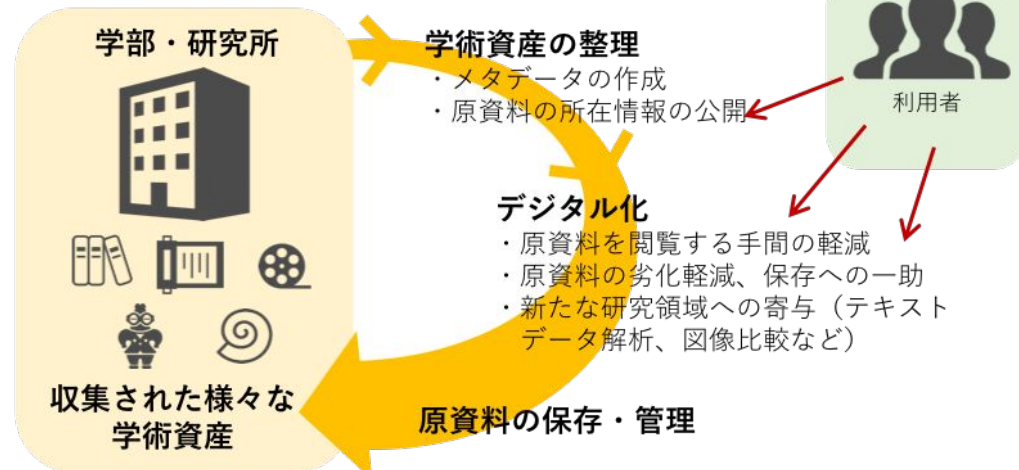 学部・研究所
収集された様々な
学術資産
学術資産の整理
・メタデータの作成
・原資料の所在情報の公開
利用者
デジタル化
・原資料を閲覧する手間の軽減
・原資料の劣化軽減、保存への一助
・新たな研究領域への寄与（テキスト
データ解析、図像比較など）
原資料の保存・管理